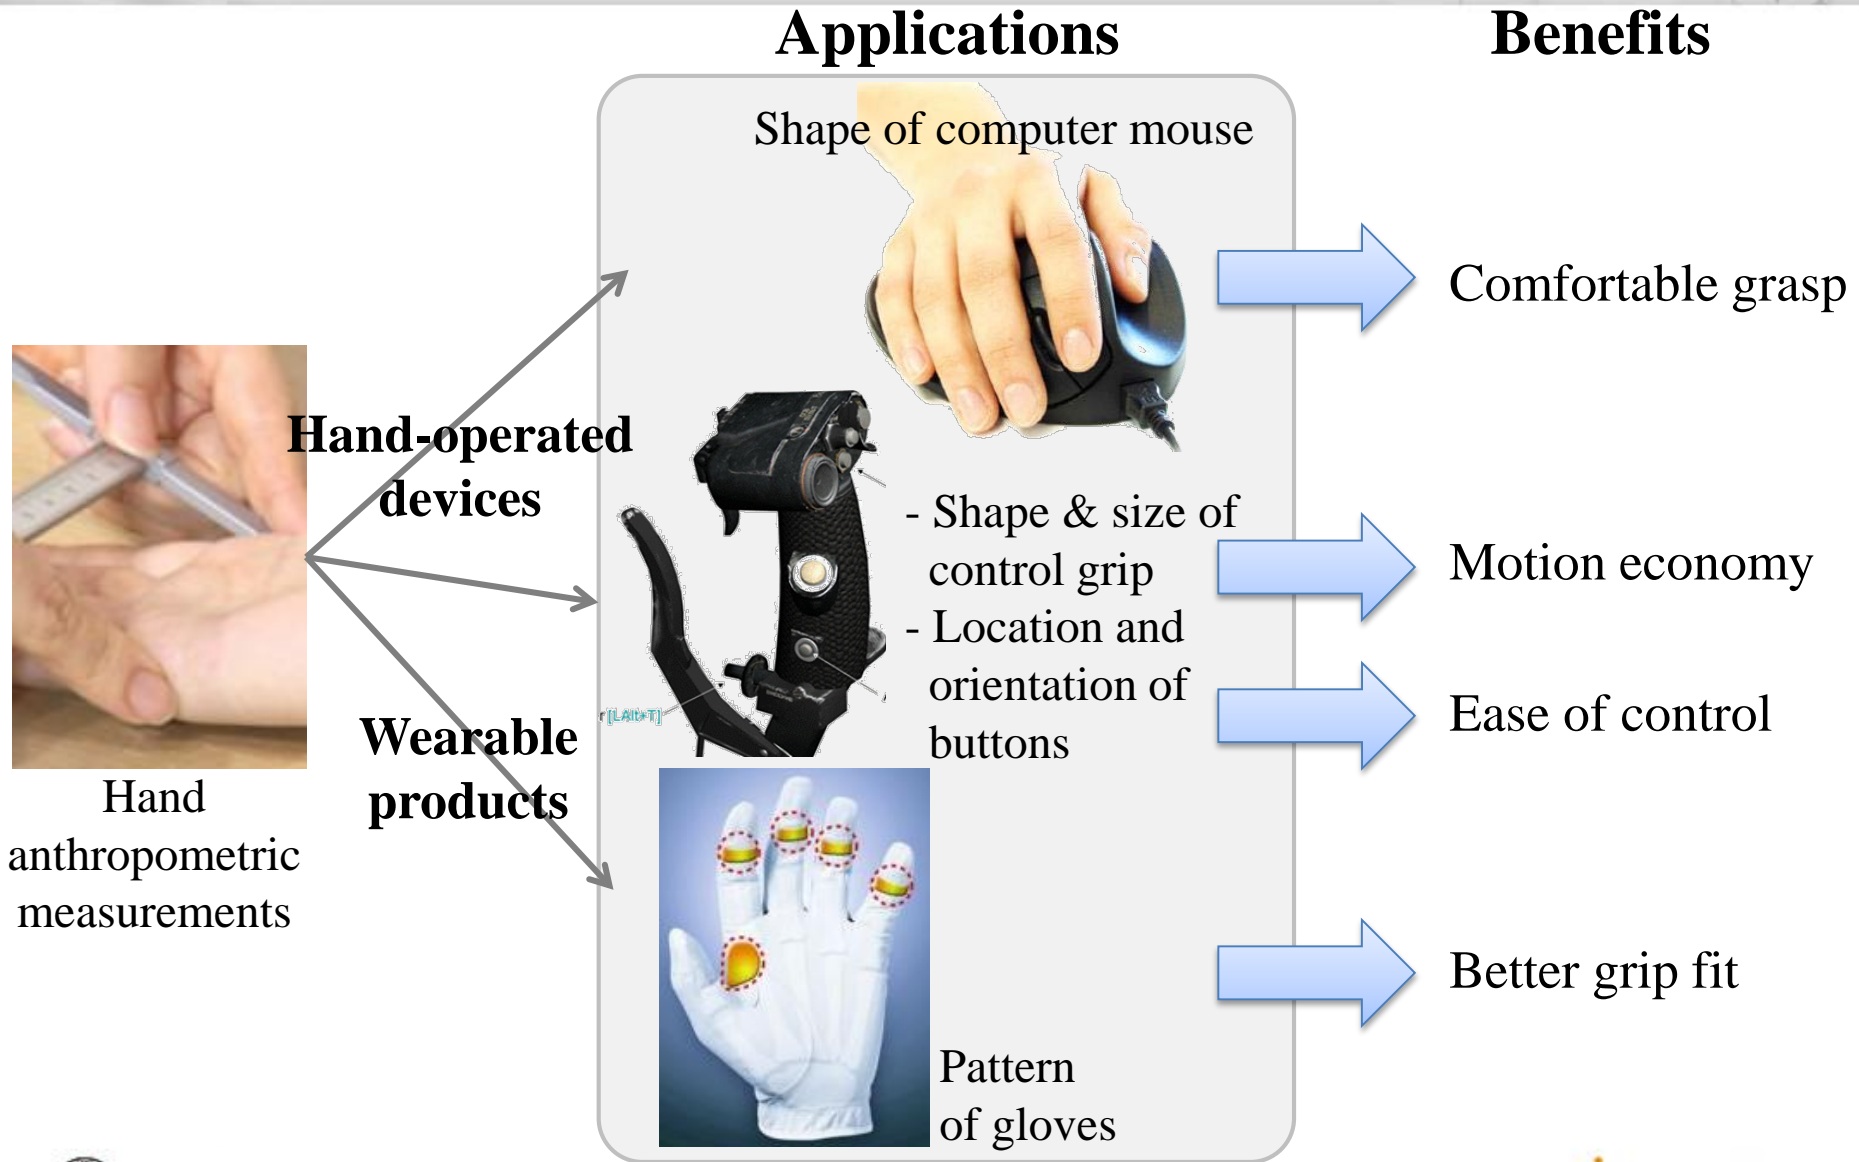 Applications
Benefits
Shape of computer mouse
Comfortable grasp
Hand-operated
devices
- Shape & size of
control grip
- Location and
orientation of
buttons
Motion economy
Ease of control
[LAlt+T]
Wearable
products
Hand
anthropometric
measurements
Better grip fit
Pattern
of gloves